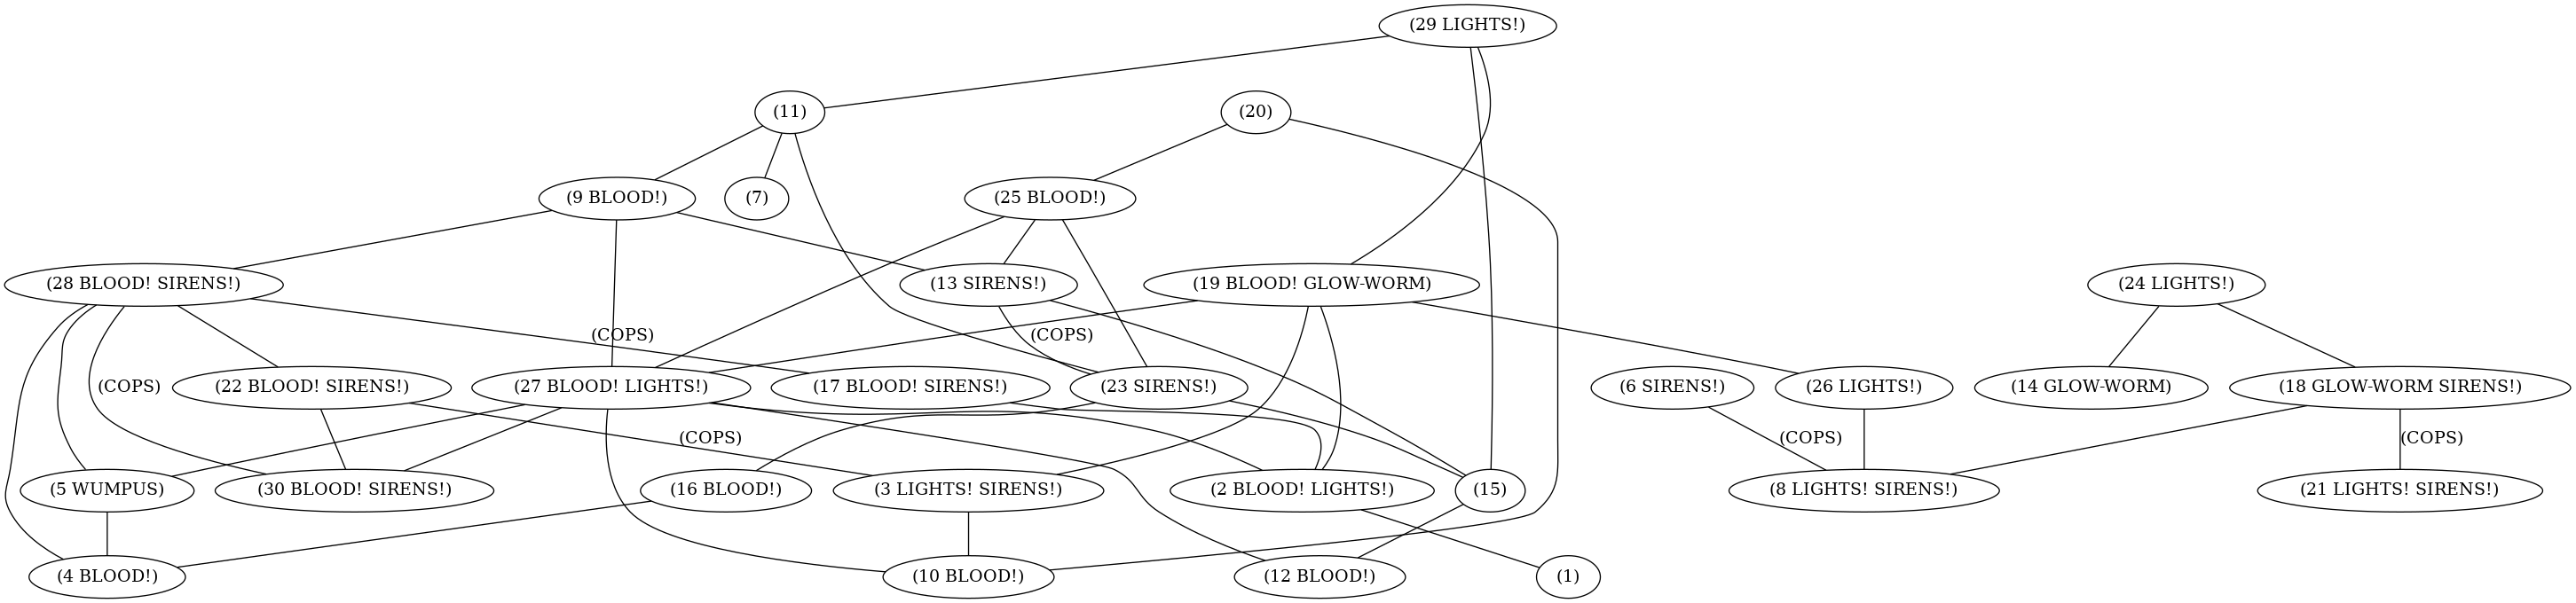 (29 LIGHTS!)
(11)
(20)
(9 BLOOD!)
(7)
(25 BLOOD!)
(28 BLOOD! SIRENS!)
(13 SIRENS!)
(19 BLOOD! GLOW-WORM)
(24 LIGHTS!)
(COPS)
(COPS)
(COPS)
(22 BLOOD! SIRENS!)
(27 BLOOD! LIGHTS!)
(17 BLOOD! SIRENS!)
(23 SIRENS!)
(6 SIRENS!)
(26 LIGHTS!)
(14 GLOW-WORM)
(18 GLOW-WORM SIRENS!)
(COPS)
(COPS)
(COPS)
(5 WUMPUS)
(30 BLOOD! SIRENS!)
(16 BLOOD!)
(3 LIGHTS! SIRENS!)
(2 BLOOD! LIGHTS!)
(15)
(8 LIGHTS! SIRENS!)
(21 LIGHTS! SIRENS!)
(4 BLOOD!)
(10 BLOOD!)
(12 BLOOD!)
(1)